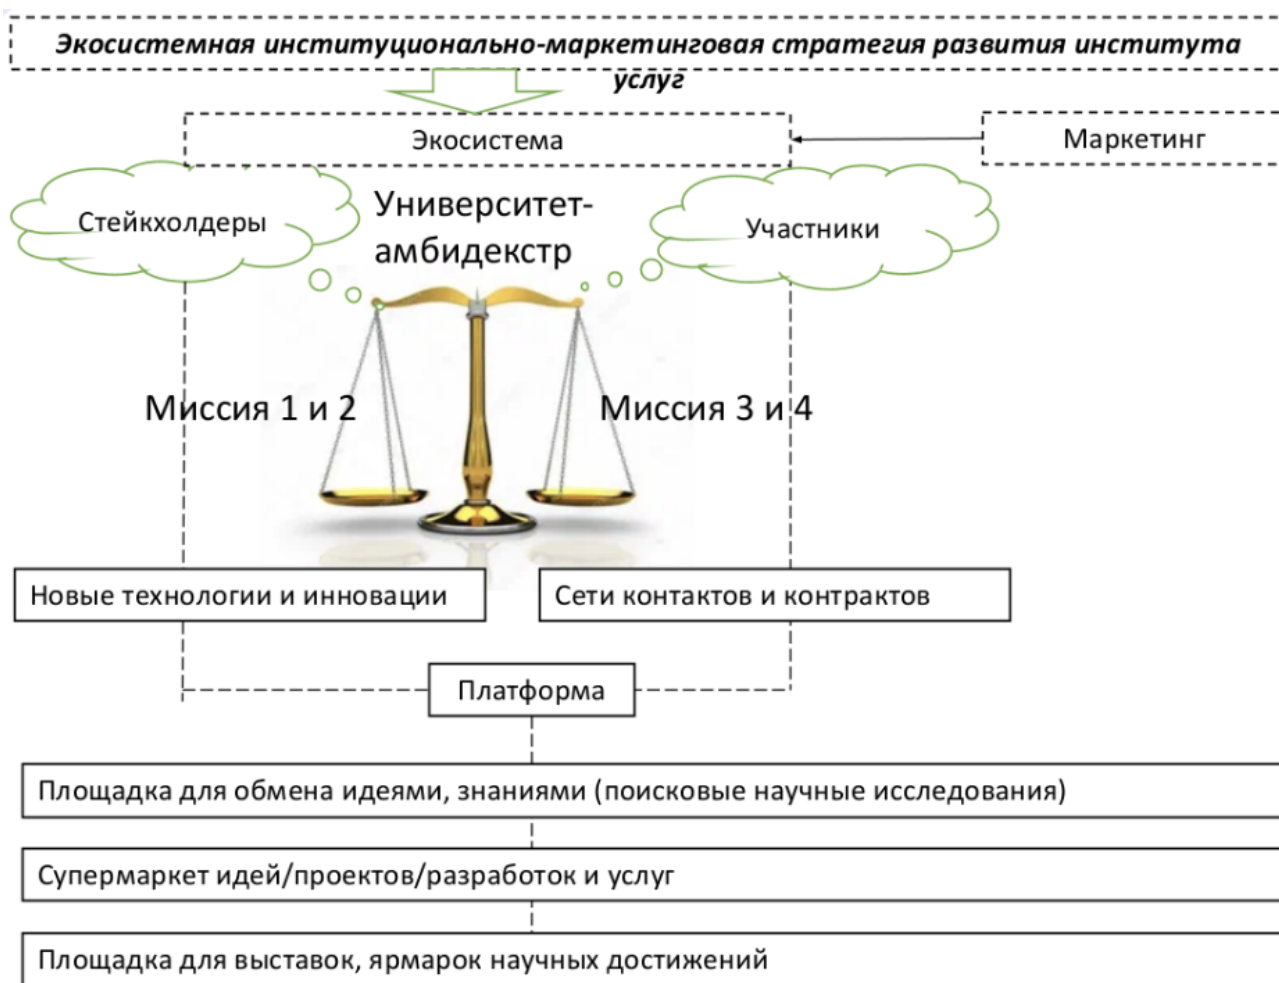 Экосистемная институционально-маркетинговая стратегия развития института
услуг
Экосистема
Маркетинг
Стейкхолдеры
Университет-
амбидекстр
Участники
Миссия 1 и 2
Миссия 3 и 4
Новые технологии и инновации
Сети контактов и контрактов
Платформа
Площадка для обмена идеями, знаниями (поисковые научные исследования)
Супермаркет идей/проектов/разработок и услуг
Площадка для выставок, ярмарок научных достижений